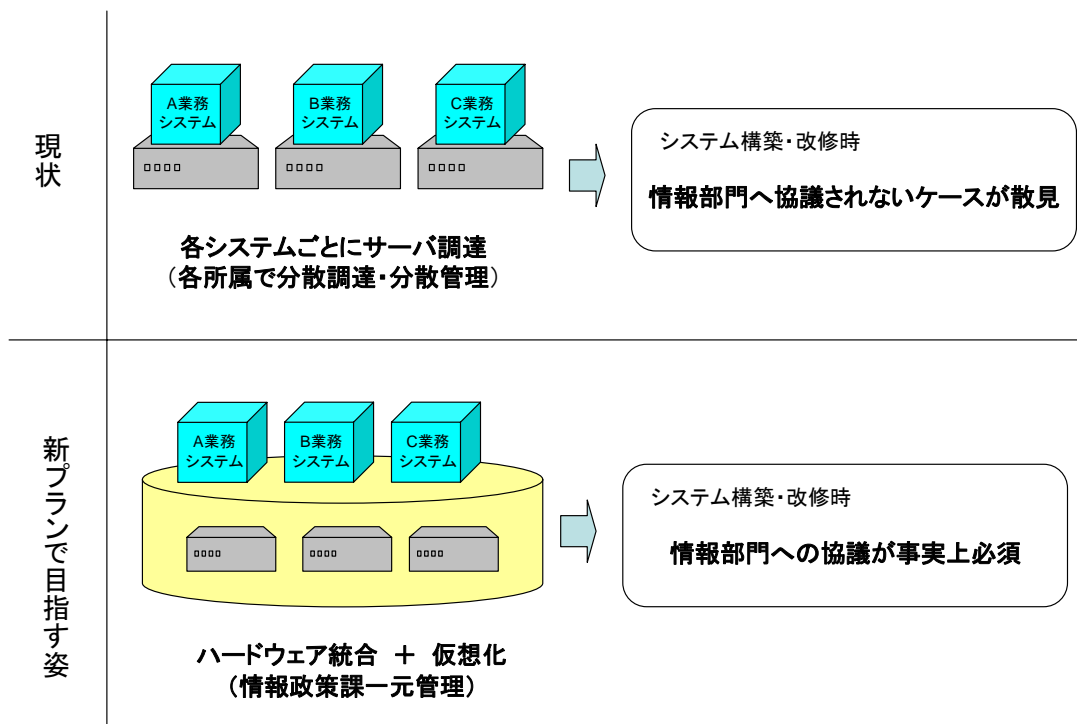 現状
A業務
システム
B業務
システム
C業務
システム
各システムごとにサーバ調達
（各所属で分散調達・分散管理）
システム構築・改修時
情報部門へ協議されないケースが散見
新プランで目指す姿
A業務
システム
B業務
システム
C業務
システム
ハードウェア統合　＋　仮想化
（情報政策課一元管理）
システム構築・改修時
情報部門への協議が事実上必須